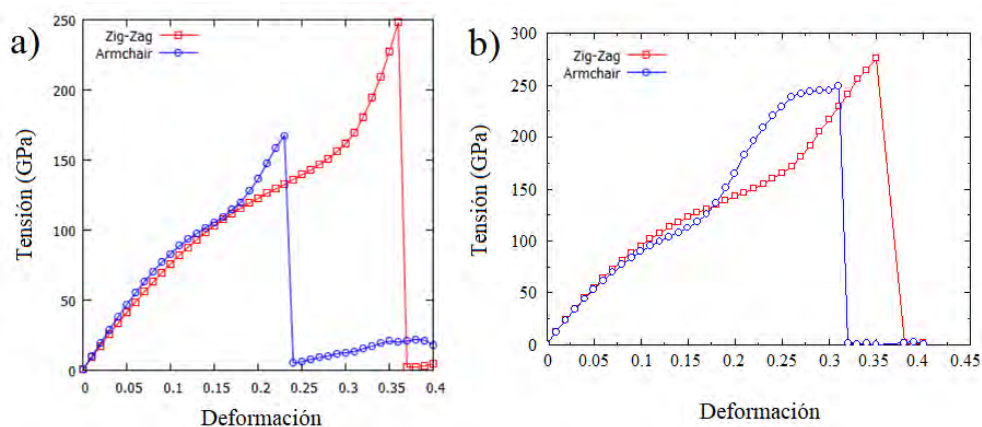 a)
Zig-Zag
Armchair
Tensión (GPa)
250
200
150
100
50
0
0 0.05 0.1 0.15 0.2 0.25 0.3 0.35 0.4
Deformación
b)
Zig-Zag
Armchair
Tensión (GPa)
300
250
200
150
100
50
0
0 0.05 0.1 0.15 0.2 0.25 0.3 0.35 0.4 0.45
Deformación